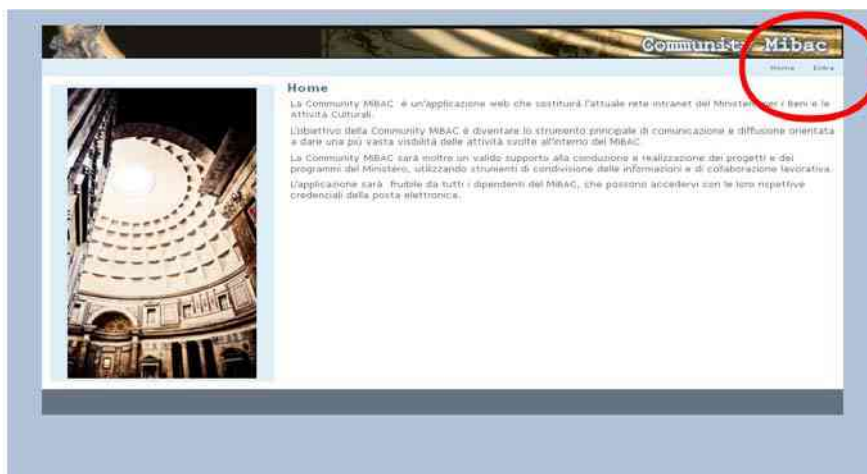 Community Mibac
Home Entra
Home
La Community MiBAC è un'applicazione web che sostituirà l'attuale rete intranet del Ministero per i Beni e le
Attività Culturali.
L'obiettivo della Community MiBAC è diventare lo strumento principale di comunicazione e diffusione orientata
a dare una più vasta visibilità delle attività svolte all'interno del MiBAC
La Community MiBAC sarà inoltre un valido supporto alla conduzione e realizzazione dei progetti e dei
programmi del Ministero, utilizzando strumenti di condivisione delle informazioni e di collaborazione lavorativa.
L'applicazione sarà fruibile da tutti i dipendenti del MiBAC, che possono accedervi con le loro rispettive
credenziali della posta elettronica.